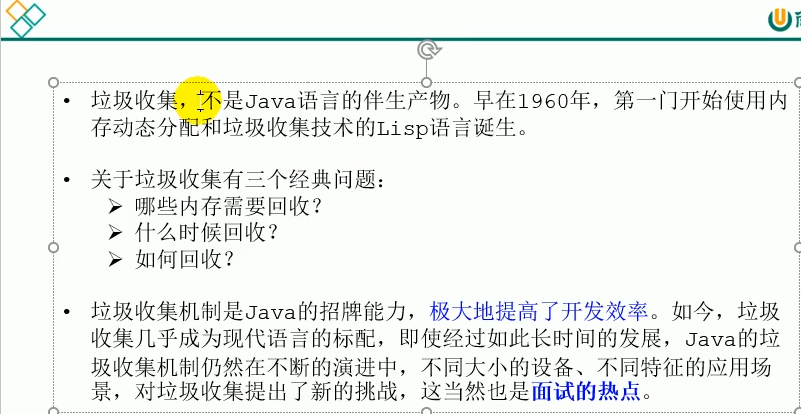 • 垃圾收集，不是Java语言的伴生产物。早在1960年，第一门开始使用内
存动态分配和垃圾收集技术的Lisp语言诞生。
• 关于垃圾收集有三个经典问题：
➢ 哪些内存需要回收？
➢ 什么时候回收？
➢ 如何回收？
• 垃圾收集机制是Java的招牌能力，极大地提高了开发效率。如今，垃圾
收集几乎成为现代语言的标配，即使经过如此长时间的发展，Java的垃
圾收集机制仍然在不断的演进中，不同大小的设备、不同特征的应用场
景，对垃圾收集提出了新的挑战，这当然也是面试的热点。